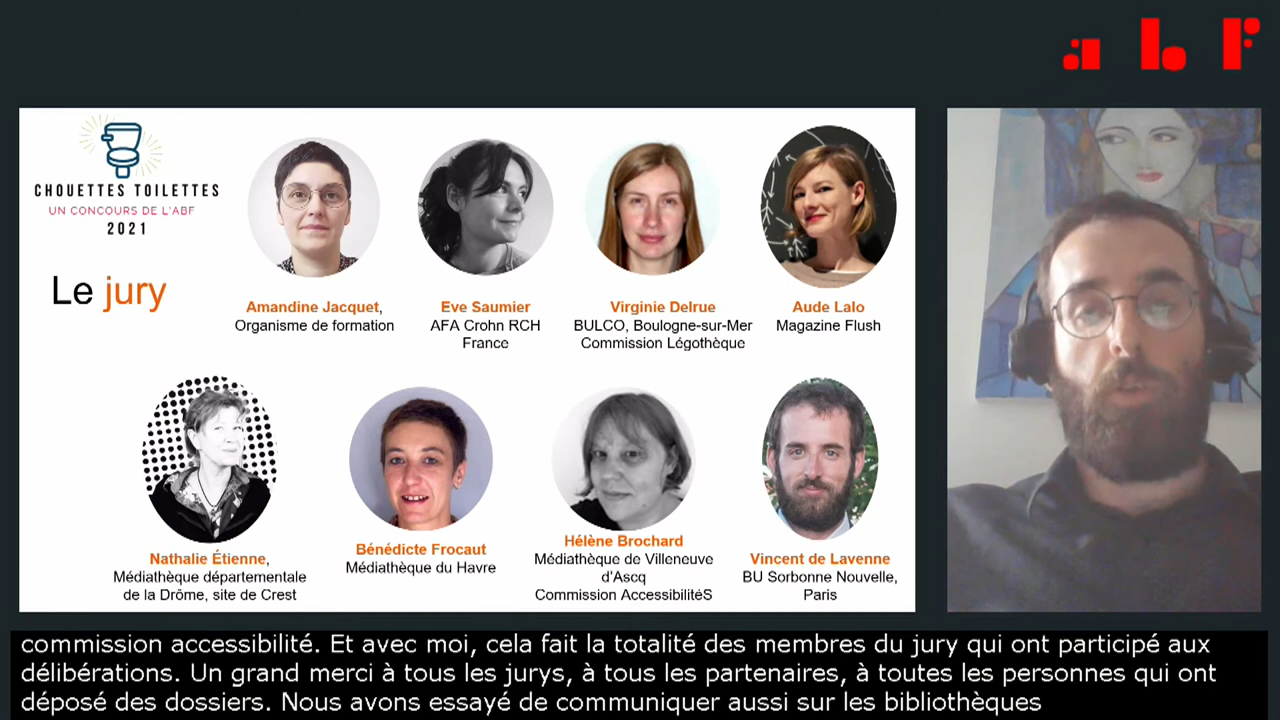 abf
CHOUETTES TOILETTES
UN CONCOURS DE L'ABF
2021
Le jury
Amandine Jacquet,
Organisme de formation
Eve Saumier
AFA Crohn RCH
France
Virginie Delrue
BULCO, Boulogne-sur-Mer
Commission Légothèque
Aude Lalo
Magazine Flush
Nathalie Étienne,
Médiathèque départementale
de la Drôme, site de Crest
Bénédicte Frocaut
Médiathèque du Havre
Hélène Brochard
Médiathèque de Villeneuve
d'Ascq
Commission AccessibilitéS
Vincent de Lavenne
BU Sorbonne Nouvelle,
Paris
commission accessibilité. Et avec moi, cela fait la totalité des membres du jury qui ont participé aux
délibérations. Un grand merci à tous les jurys, à tous les partenaires, à toutes les personnes qui ont
déposé des dossiers. Nous avons essayé de communiquer aussi sur les bibliothèques